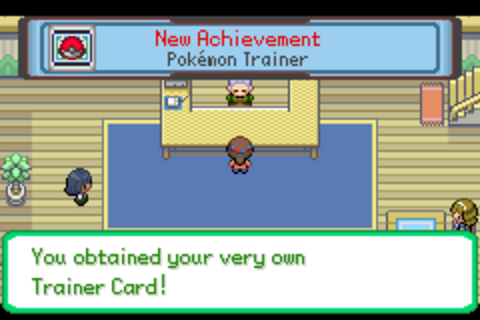 New Achievement
Pokémon Trainer
You obtained your very own
Trainer Card!